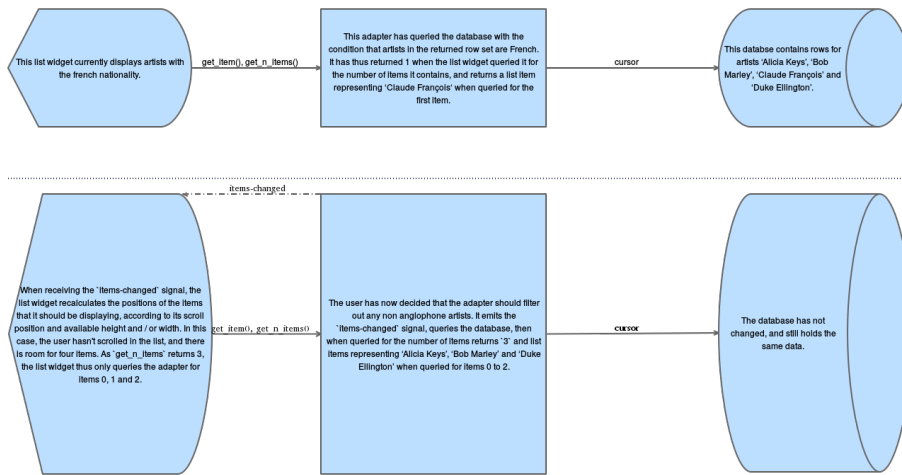 This list widget currently displays artists with
the french nationality.
get_item(), get_n_items()
This adapter has queried the database with the
condition that artists in the returned row set are French.
It has thus returned 1 when the list widget queried it for
the number of items it contains, and returns a list item
representing 'Claude François' when queried for the
first item.
cursor
This databse contains rows for
artists 'Alicia Keys', 'Bob
Marley', 'Claude François' and
'Duke Ellington'.
items-changed
When receiving the `items-changed` signal, the
list widget recalculates the positions of the items
that it should be displaying, according to its scroll
position and available height and / or width. In this
case, the user hasn't scrolled in the list, and there
is room for four items. As `get_n_items` returns 3,
the list widget thus only queries the adapter for
items 0, 1 and 2.
get_item(), get_n_items()
The user has now decided that the adapter should filter
out any non anglophone artists. It emits the
`items-changed` signal, queries the database, then
when queried for the number of items returns `3` and list
items representing 'Alicia Keys', 'Bob Marley' and 'Duke
Ellington' when queried for items 0 to 2.
cursor
The database has not
changed, and still holds
the same data.